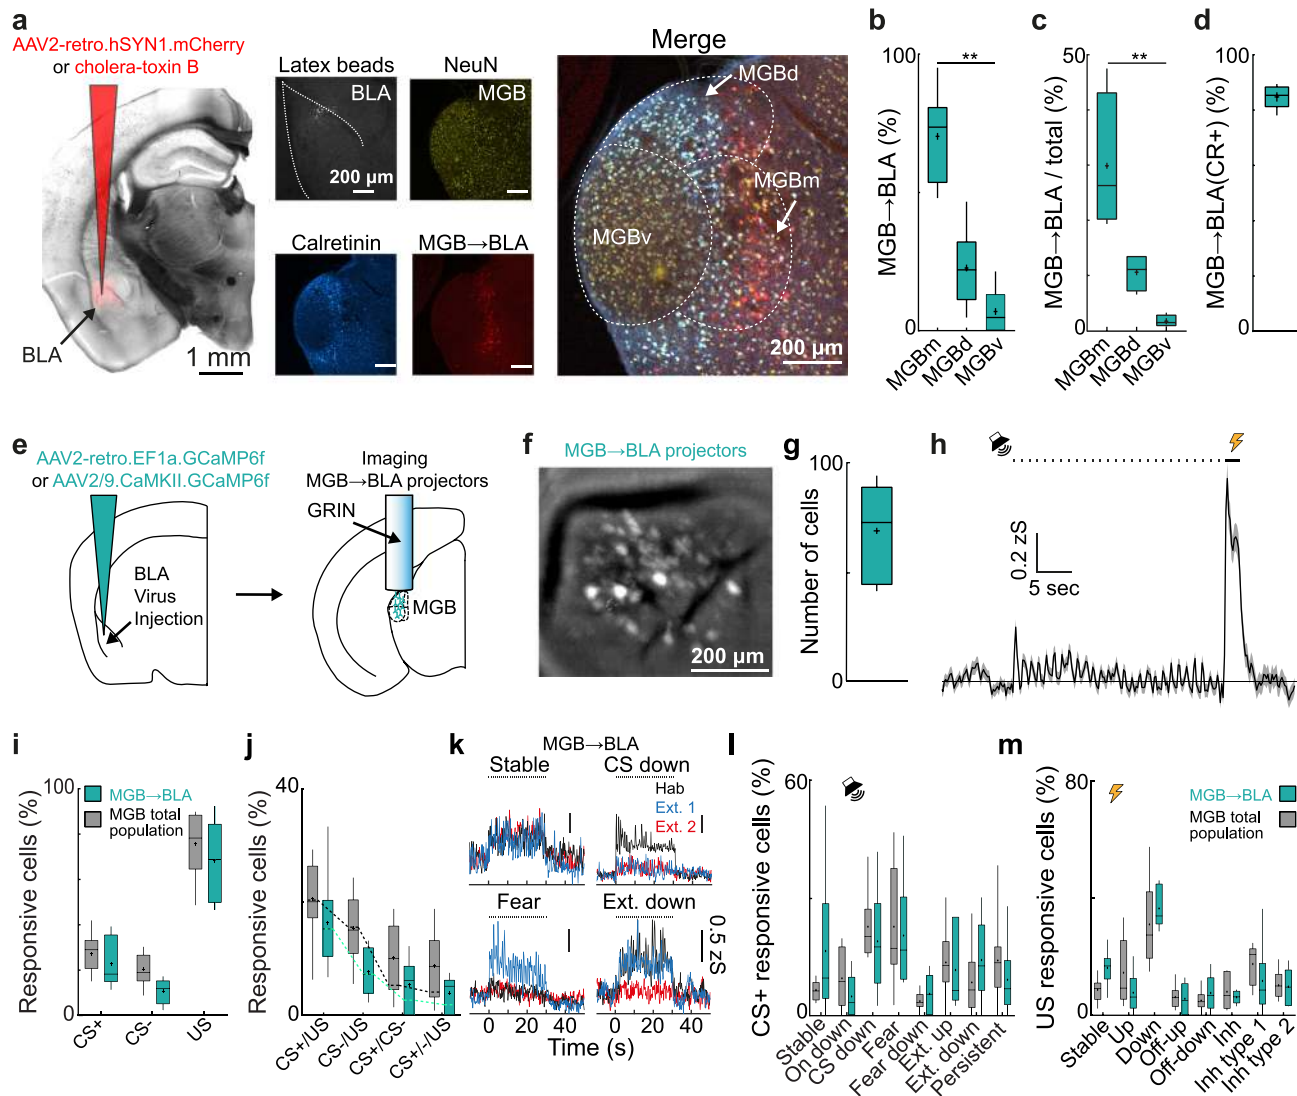 a
AAV2-retro.hSYN1.mCherry
or cholera-toxin B
BLA
1 mm
Latex beads
BLA
200 µm
NeuN
MGB
Calretinin
MGB→BLA
Merge
MGBd
MGBm
MGBv
200 µm
b
MGB→BLA (%)
100
0
**
MGBm
MGBd
MGBv
c
MGB→BLA / total (%)
50
0
**
MGBm
MGBd
MGBv
d
MGB→BLA(CR+) (%)
100
0
e
AAV2-retro.EF1a.GCaMP6f
or AAV2/9.CaMKII.GCaMP6f
BLA
Virus
Injection
Imaging
MGB→BLA projectors
GRIN
MGB
f
MGB→BLA projectors
200 µm
g
Number of cells
100
0
h
0.2 zS
5 sec
i
Responsive cells (%)
100
0
MGB→BLA
MGB total
population
CS+
CS-
US
j
Responsive cells (%)
40
0
CS+/US
CS-/US
CS+/CS-
CS+/-/US
k
MGB→BLA
Stable
CS down
Hab
Ext. 1
Ext. 2
Fear
Ext. down
0.5 zS
0 20 40
0 20 40
Time (s)
l
CS+ responsive cells (%)
60
0
Stable
On down
CS down
Fear
Fear down
Ext. up
Ext. down
Persistent
m
US responsive cells (%)
80
0
MGB→BLA
MGB total
population
Stable
Up
Down
Off-up
Off-down
Inh
Inh type 1
Inh type 2